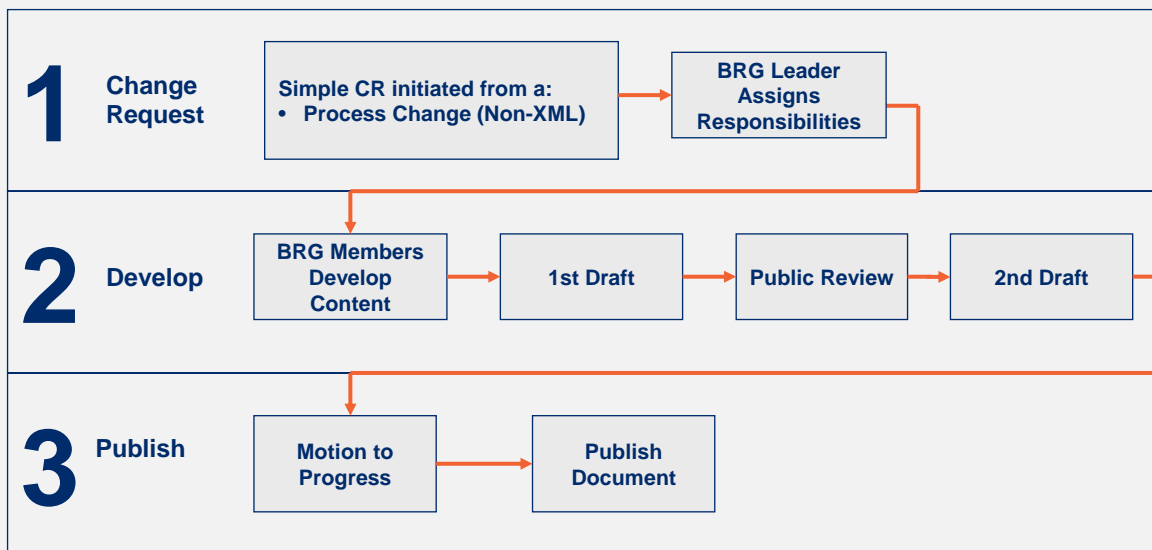 1
Change
Request
Simple CR initiated from a:
• Process Change (Non-XML)
BRG Leader
Assigns
Responsibilities
2
Develop
BRG Members
Develop
Content
1st Draft
Public Review
2nd Draft
3
Publish
Motion to
Progress
Publish
Document